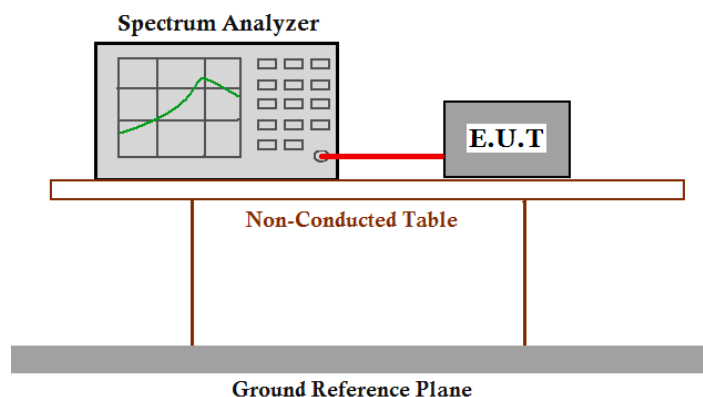 Spectrum Analyzer
E.U.T
Non-Conducted Table
Ground Reference Plane